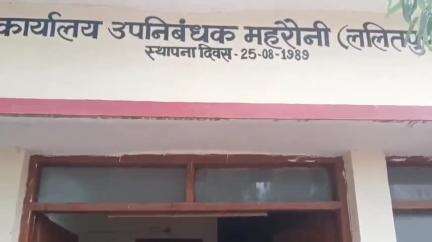 कार्यालय उपनिबंधक महरौनी (ललितपु
स्थापना दिवस - 25-08-1989